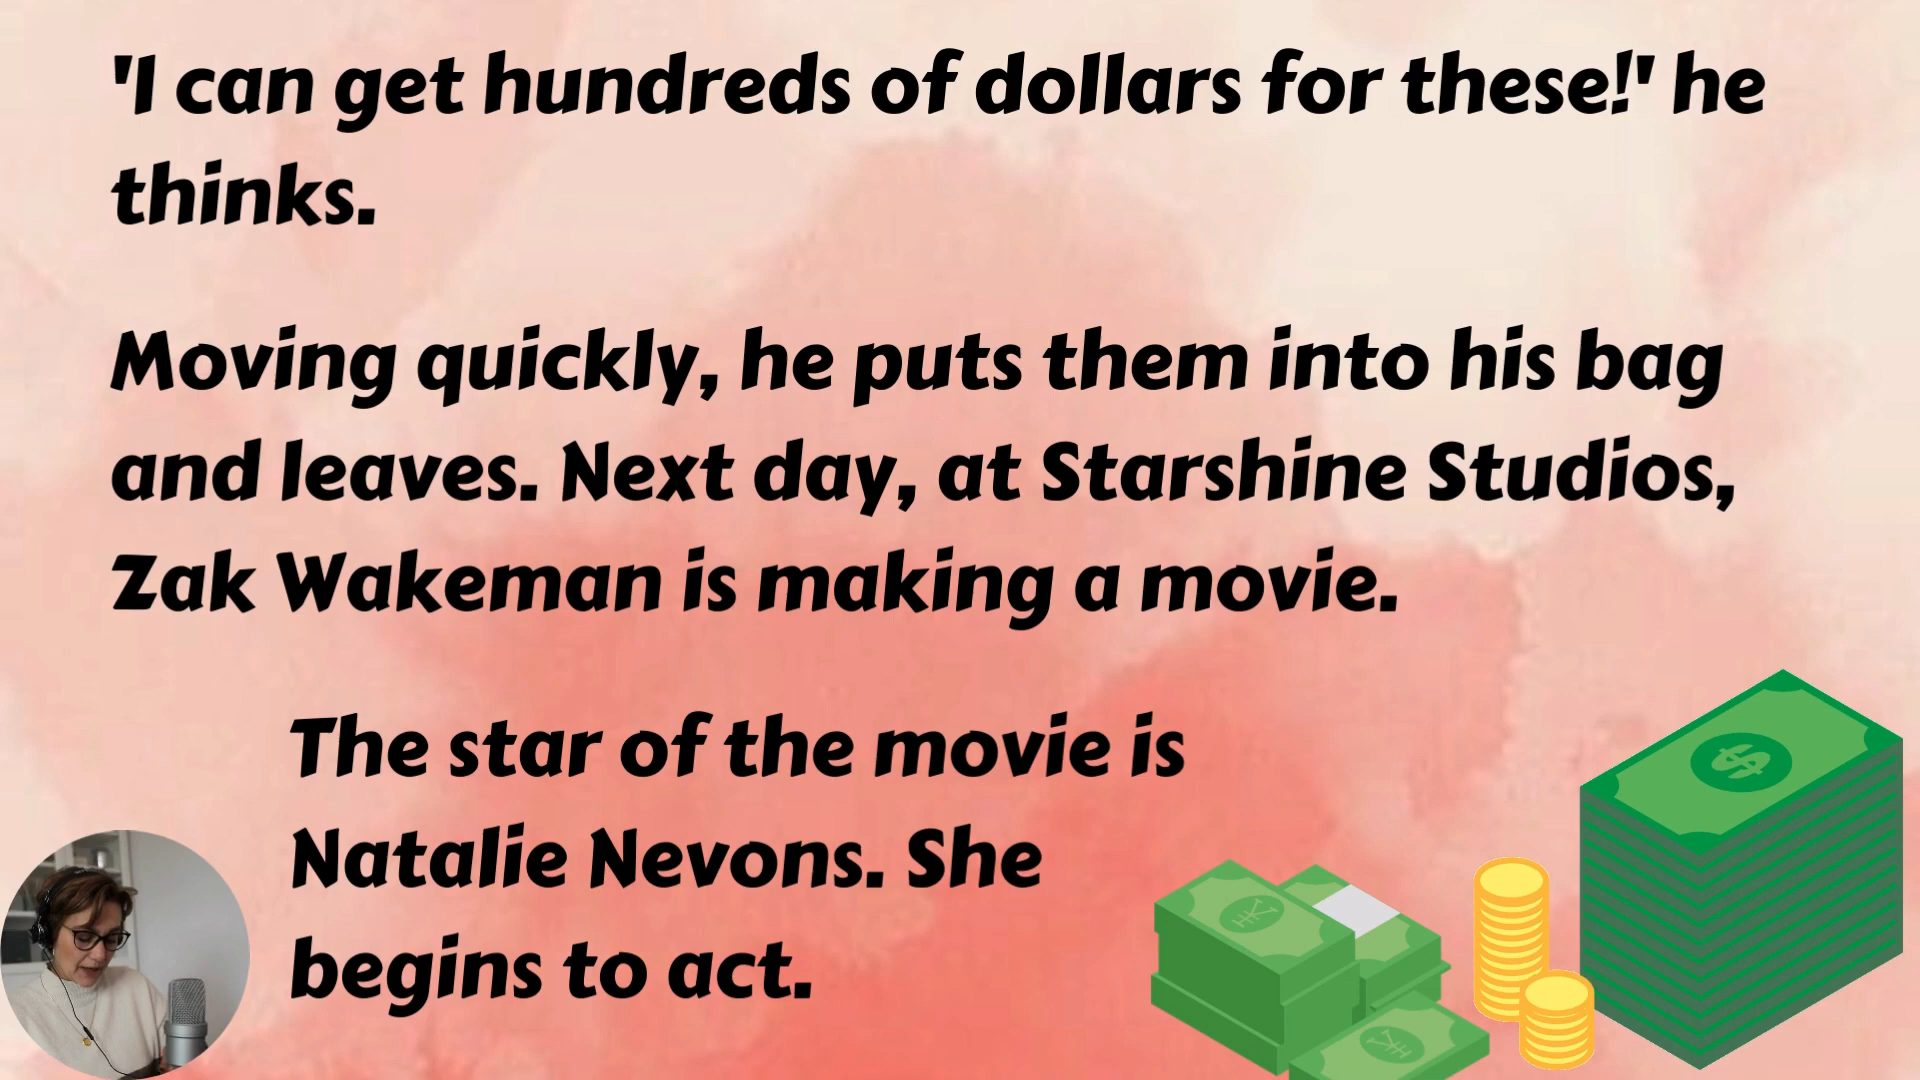 'I can get hundreds of dollars for these!' he
thinks.
Moving quickly, he puts them into his bag
and leaves. Next day, at Starshine Studios,
Zak Wakeman is making a movie.
The star of the movie is
Natalie Nevons. She
begins to act.